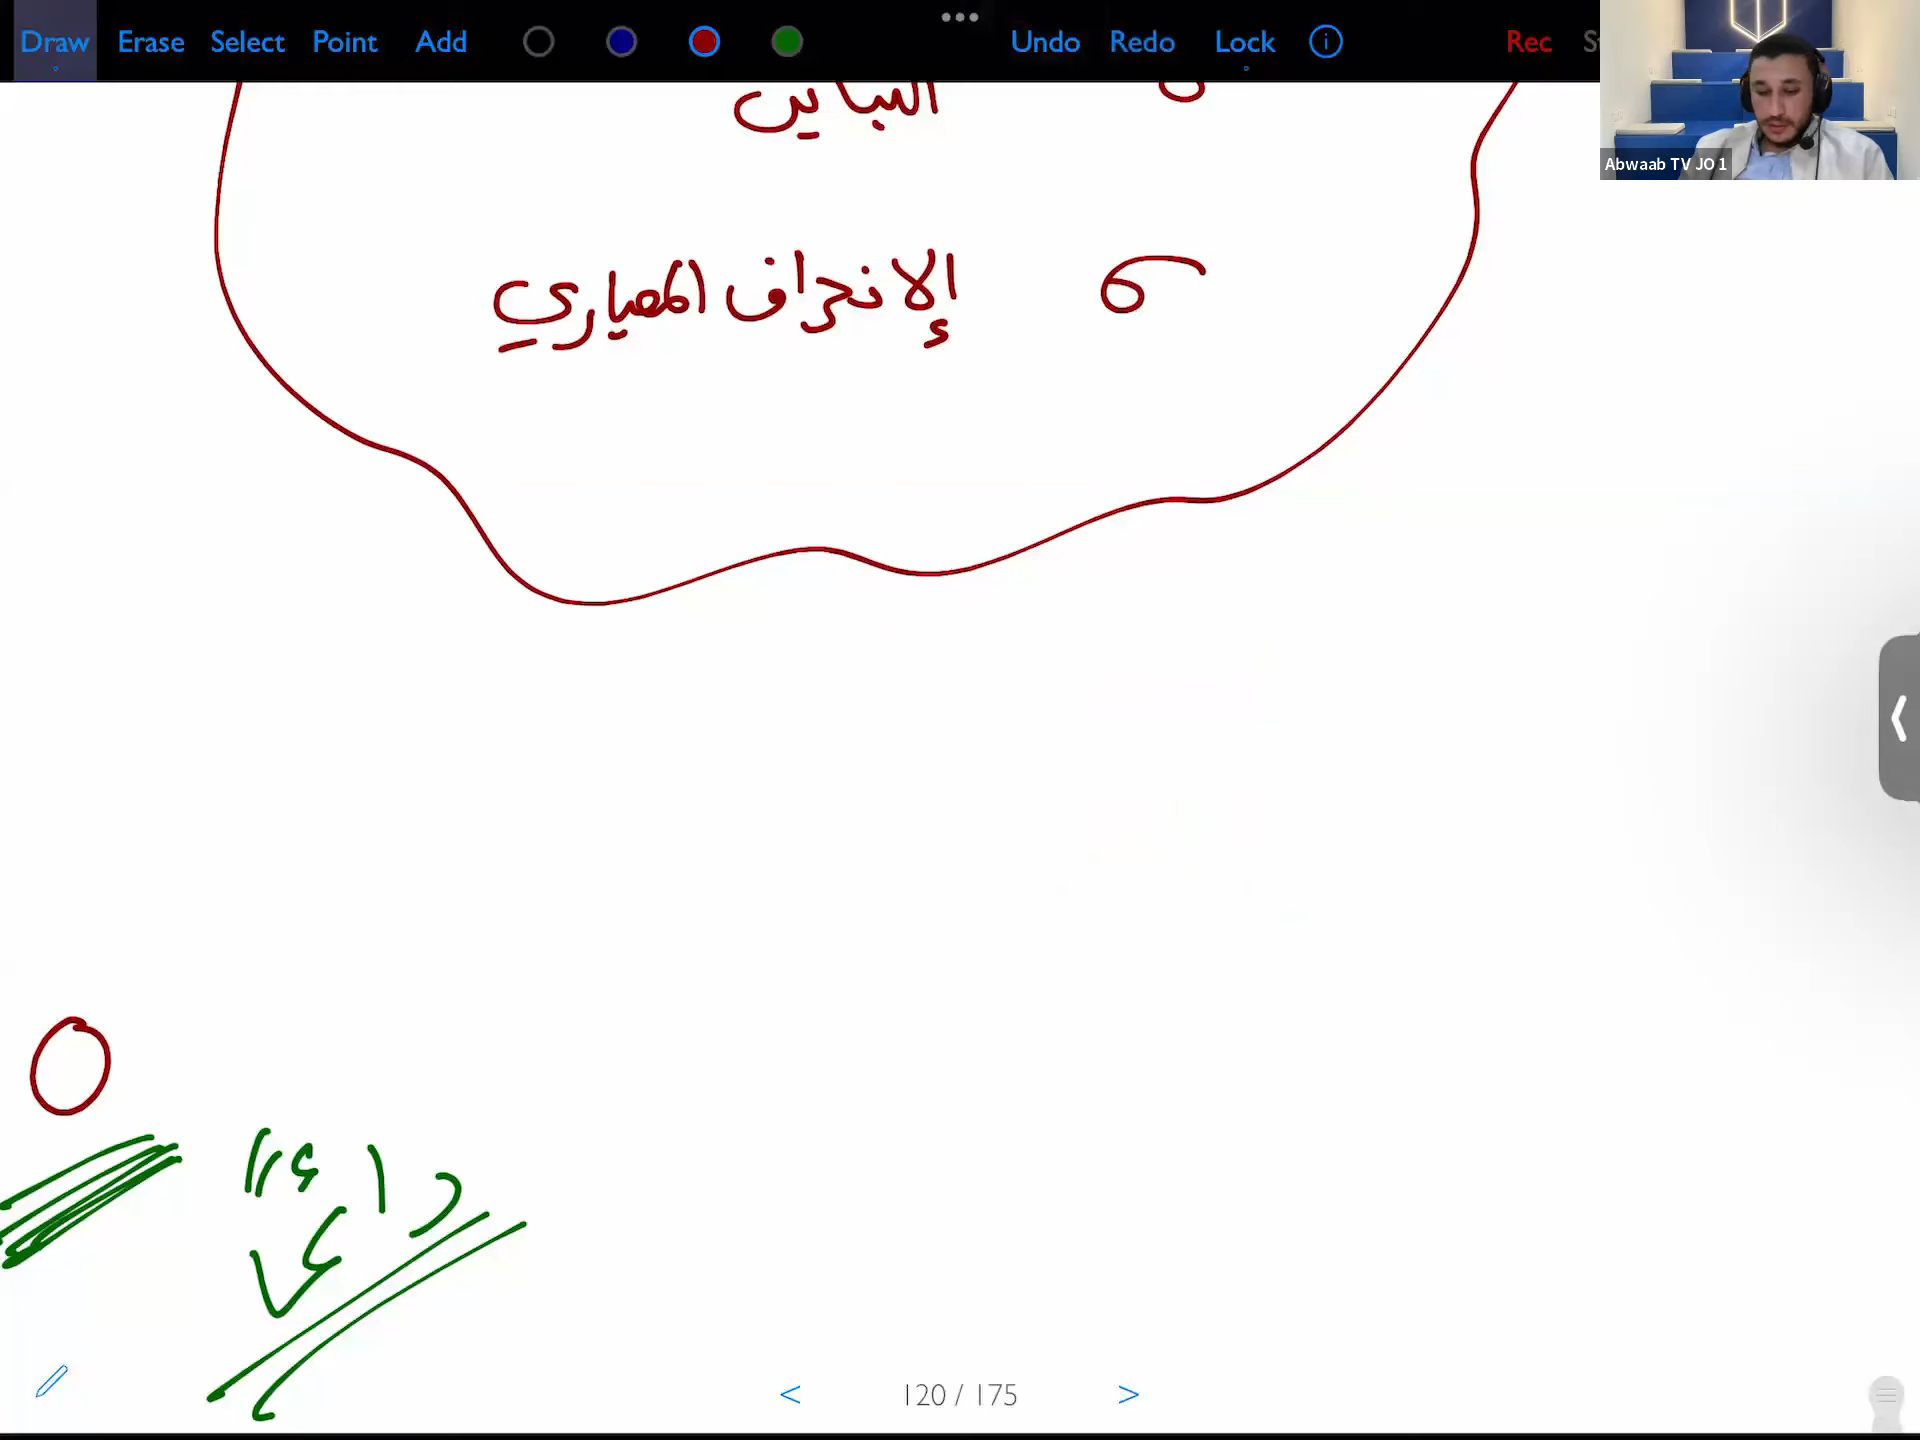 Draw Erase Select Point Add Undo Redo Lock Rec
Abwaab TV JO 1
التباين
σ الإنحراف المعياري
< 120 / 175 >